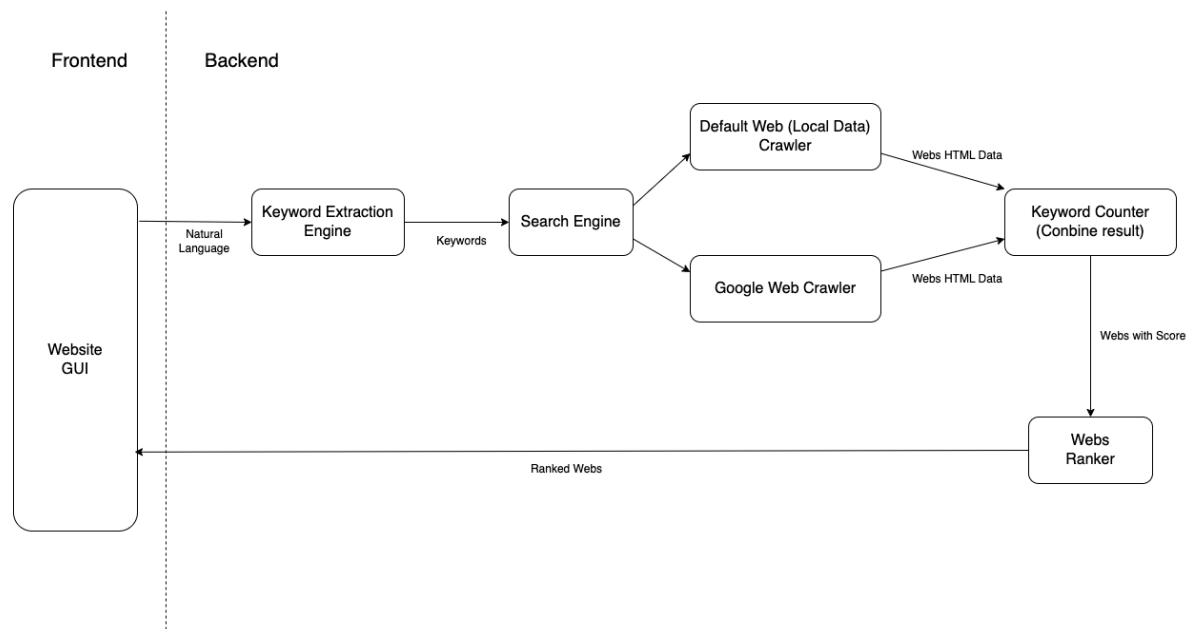 Frontend
Backend
Default Web (Local Data)
Crawler
Webs HTML Data
Keyword Extraction
Engine
Search Engine
Keyword Counter
(Conbine result)
Natural
Language
Keywords
Google Web Crawler
Webs HTML Data
Website
GUI
Webs with Score
Webs
Ranker
Ranked Webs